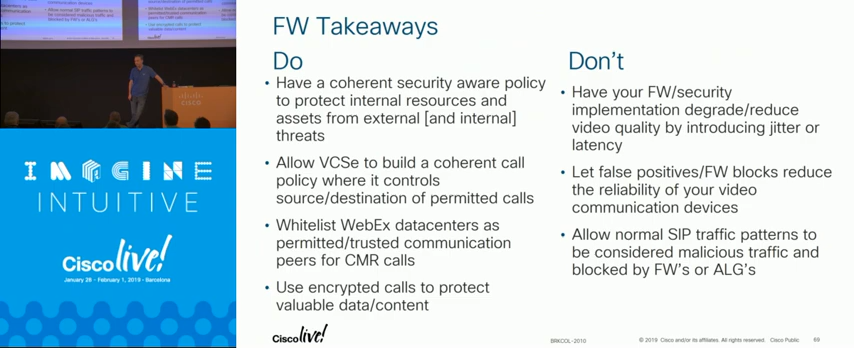 FW Takeaways
Do
• Have a coherent security aware policy
to protect internal resources and
assets from external [and internal]
threats
• Allow VCSe to build a coherent call
policy where it controls
source/destination of permitted calls
• Whitelist WebEx datacenters as
permitted/trusted communication
peers for CMR calls
• Use encrypted calls to protect
valuable data/content
Don't
• Have your FW/security
implementation degrade/reduce
video quality by introducing jitter or
latency
• Let false positives/FW blocks reduce
the reliability of your video
communication devices
• Allow normal SIP traffic patterns to
be considered malicious traffic and
blocked by FW's or ALG's
IMAGINE
INTUITIVE
Cisco live!
January 28 - February 1, 2019 · Barcelona
Cisco live!
BRKCOL-2010
© 2019 Cisco and/or its affiliates. All rights reserved. Cisco Public
69
cisco